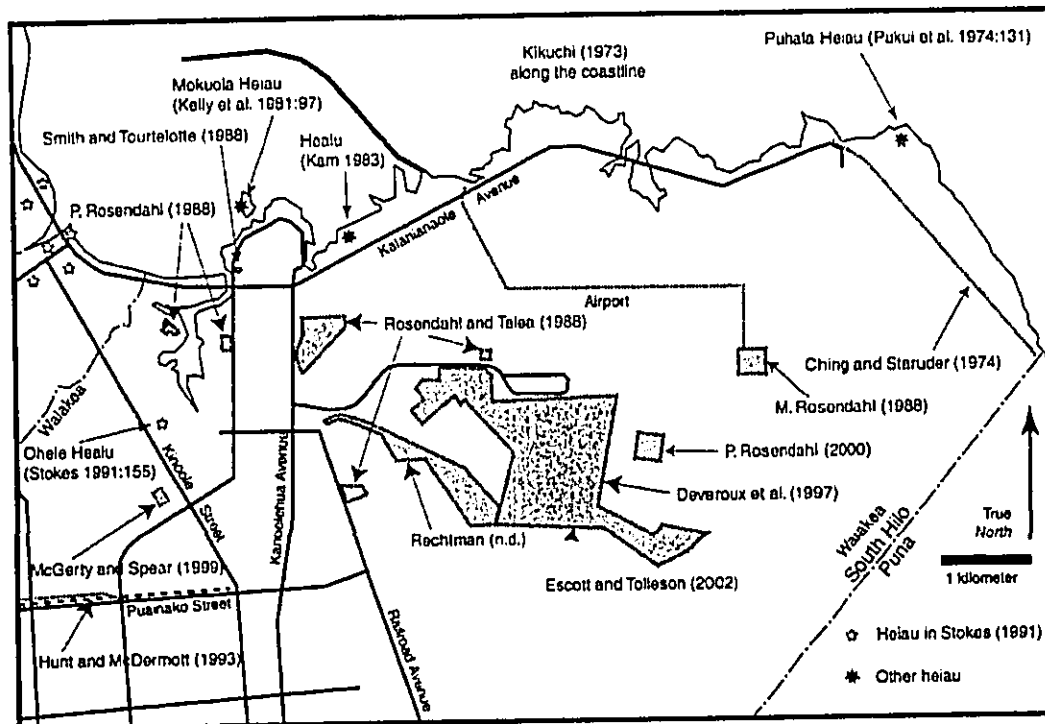 Kikuchi (1973)
along the coastline
Puhala Heiau (Pukui et al. 1974:131)
Mokuola Heiau
(Kelly et al. 1981:97)
Smith and Tourtelotte (1988)
Healu
(Kam 1983)
P. Rosendahl (1988)
Kalanianaole Avenue
Airport
Rosendahl and Talea (1988)
Ching and Staruder (1974)
M. Rosendahl (1988)
Waiakea
Ohele Healu
(Stokes 1991:155)
Kinoole Street
Kanoelehua Avenue
P. Rosendahl (2000)
Deveroux et al. (1997)
Rechtman (n.d.)
True
North
McGerty and Spear (1999)
Escott and Tolleson (2002)
Waiakea
South Hilo
Puna
1 kilometer
Puainako Street
Railroad Avenue
Hunt and McDermott (1993)
Heiau in Stokes (1991)
Other heiau